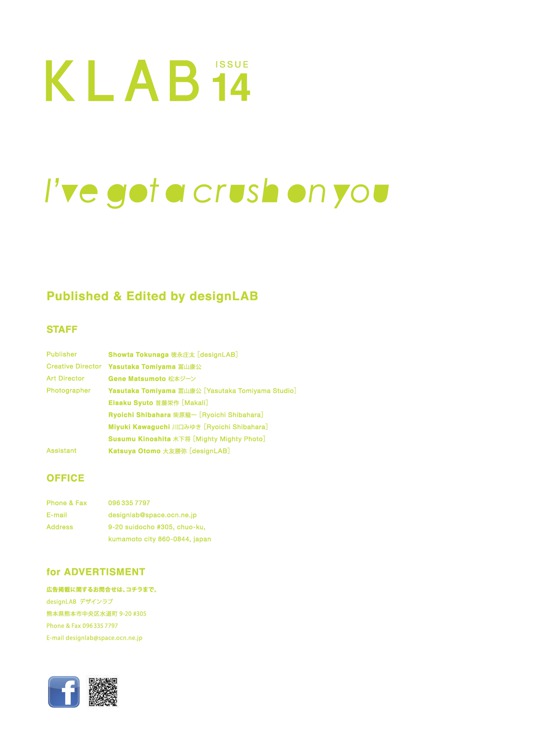 KLAB ISSUE 14
I've got a crush on you
Published & Edited by designLAB
STAFF
Publisher Showta Tokunaga 徳永庄太 [designLAB]
Creative Director Yasutaka Tomiyama 富山康公
Art Director Gene Matsumoto 松本ジーン
Photographer Yasutaka Tomiyama 富山康公 [Yasutaka Tomiyama Studio]
Eisaku Syuto 首藤栄作 [Makall]
Ryoichi Shibahara 柴原龍一 [Ryoichi Shibahara]
Miyuki Kawaguchi 川口みゆき [Ryoichi Shibahara]
Susumu Kinoshita 木下 [Mighty Mighty Photo]
Assistant Katsuya Otomo 大友勝弥 [designLAB]
OFFICE
Phone & Fax 096 335 7797
E-mail designlab@space.ocn.ne.jp
Address 9-20 suidocho #305, chuo-ku,
kumamoto city 860-0844, japan
for ADVERTISMENT
広告掲載に関するお問合せは、コチラまで。
designLAB デザインラブ
熊本県熊本市中央区水道町 9-20 #305
Phone & Fax 096 335 7797
E-mail designlab@space.ocn.ne.jp
f